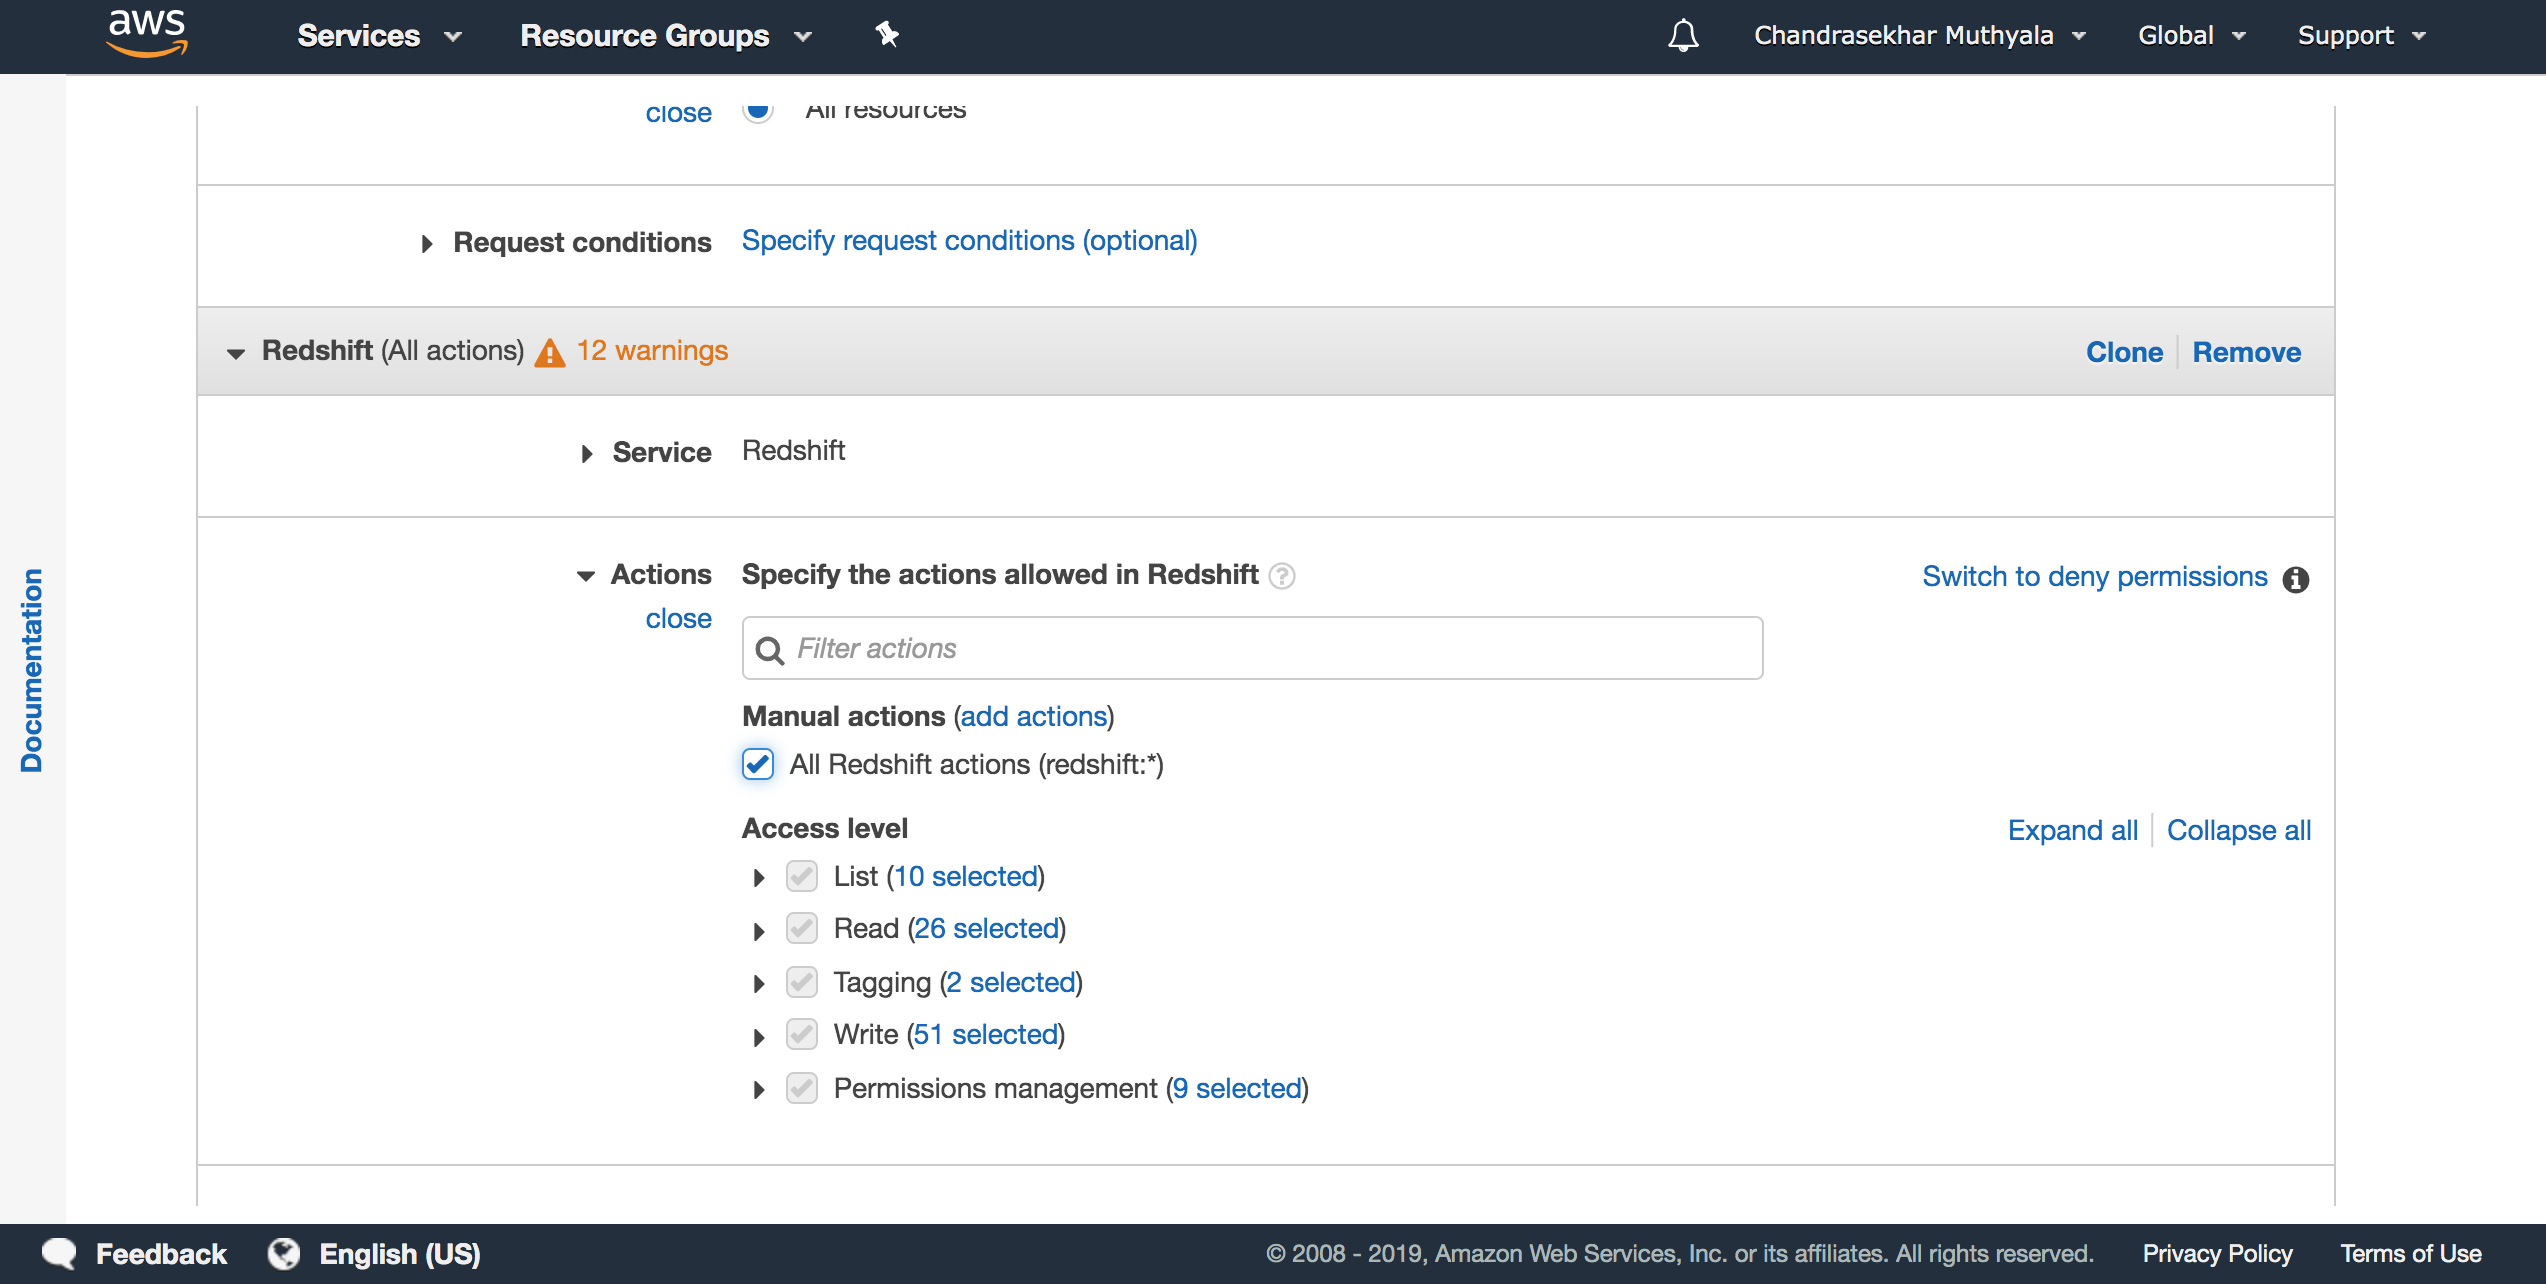 aws Services Resource Groups Chandrasekhar Muthyala Global Support
close All resources
Request conditions Specify request conditions (optional)
Redshift (All actions) 12 warnings Clone Remove
Service Redshift
Actions Specify the actions allowed in Redshift ? Switch to deny permissions i
close
Filter actions
Manual actions (add actions)
All Redshift actions (redshift:*)
Access level Expand all Collapse all
List (10 selected)
Read (26 selected)
Tagging (2 selected)
Write (51 selected)
Permissions management (9 selected)
Documentation
Feedback English (US) © 2008 - 2019, Amazon Web Services, Inc. or its affiliates. All rights reserved. Privacy Policy Terms of Use